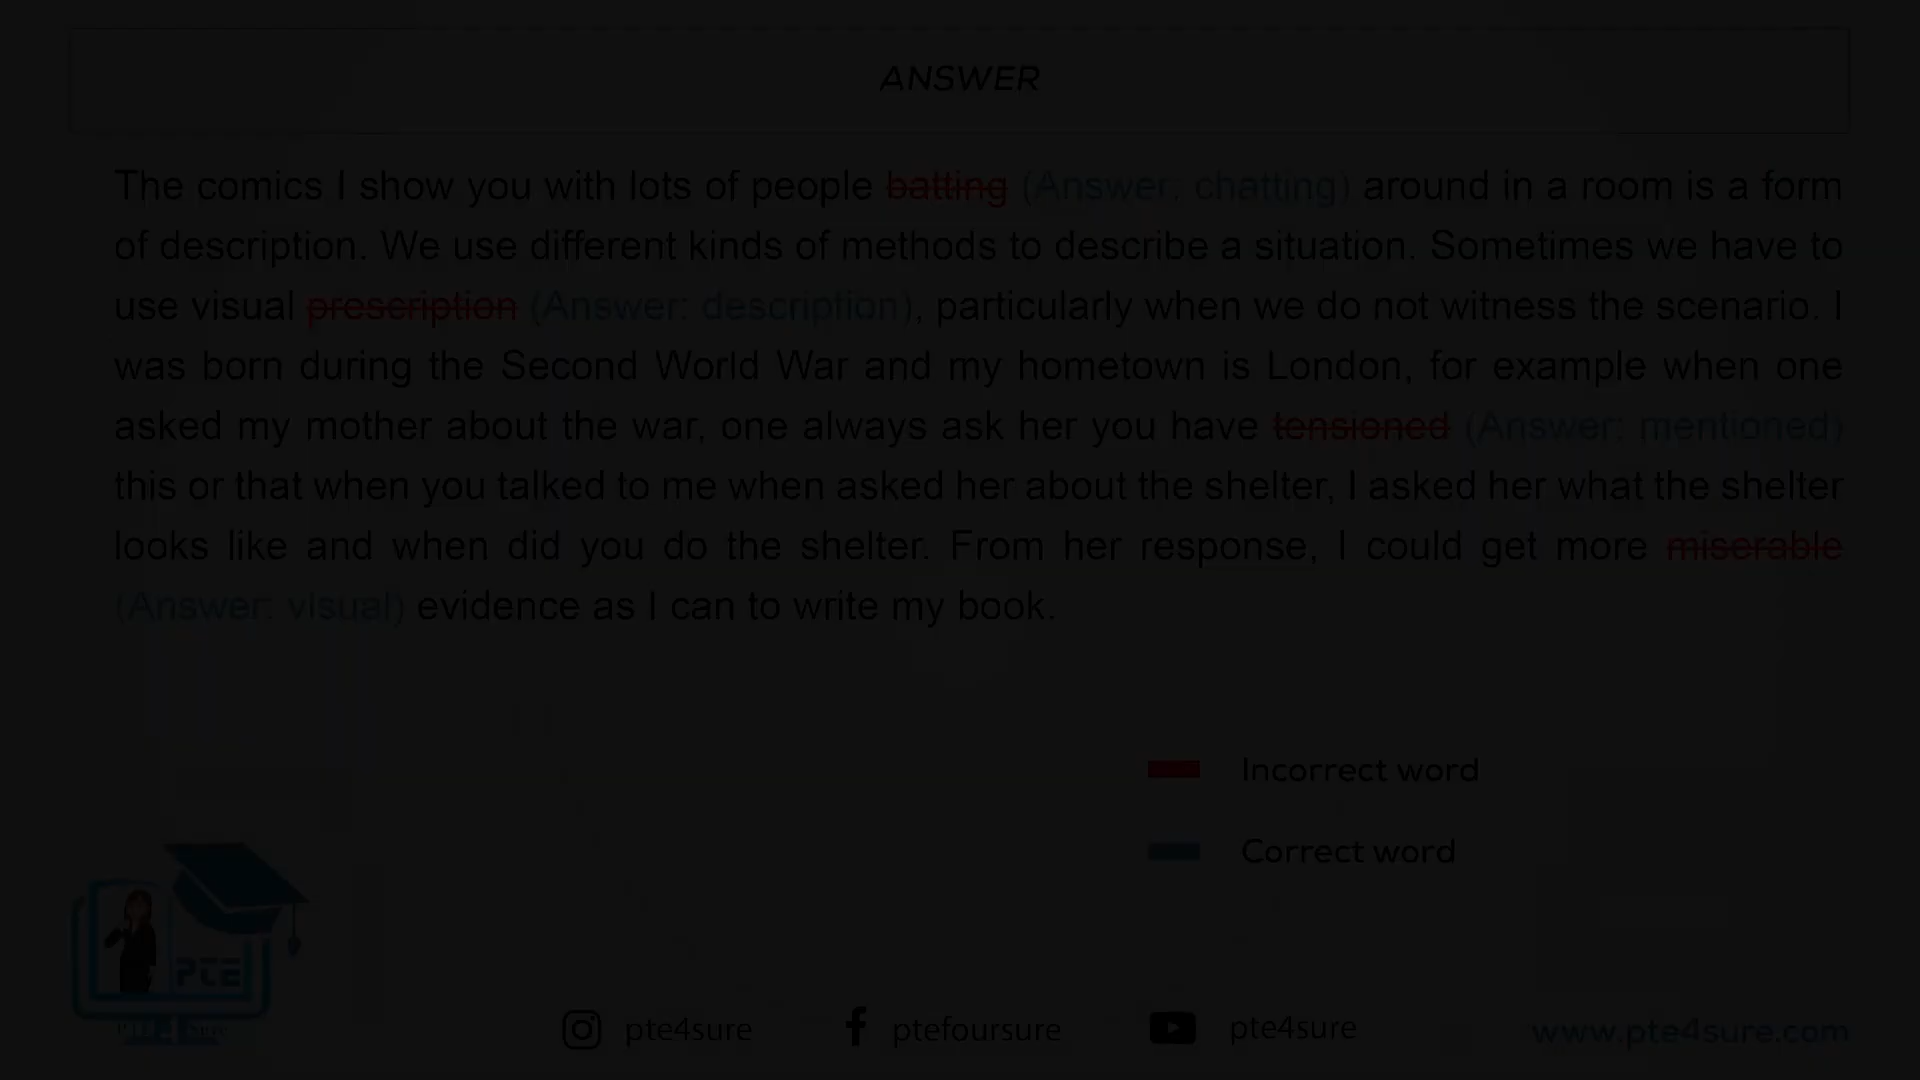 ANSWER
The comics I show you with lots of people batting (Answer: chatting) around in a room is a form
of description. We use different kinds of methods to describe a situation. Sometimes we have to
use visual proscription (Answer: description), particularly when we do not witness the scenario. I
was born during the Second World War and my hometown is London, for example when one
asked my mother about the war, one always ask her you have tensioned (Answer: mentioned)
this or that when you talked to me when asked her about the shelter, I asked her what the shelter
looks like and when did you do the shelter. From her response, I could get more miserable
(Answer: visual) evidence as I can to write my book.
Incorrect word
Correct word
PTE
PTE 4 Sure
pte4sure
ptefoursure
pte4sure
www.pte4sure.com